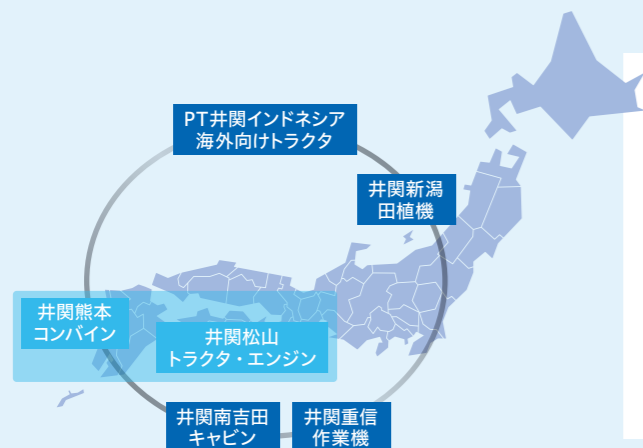 PT井関インドネシア
海外向けトラクタ
井関新潟
田植機
井関熊本
コンバイン
井関松山
トラクタ・エンジン
井関南吉田
キャビン
井関重信
作業機